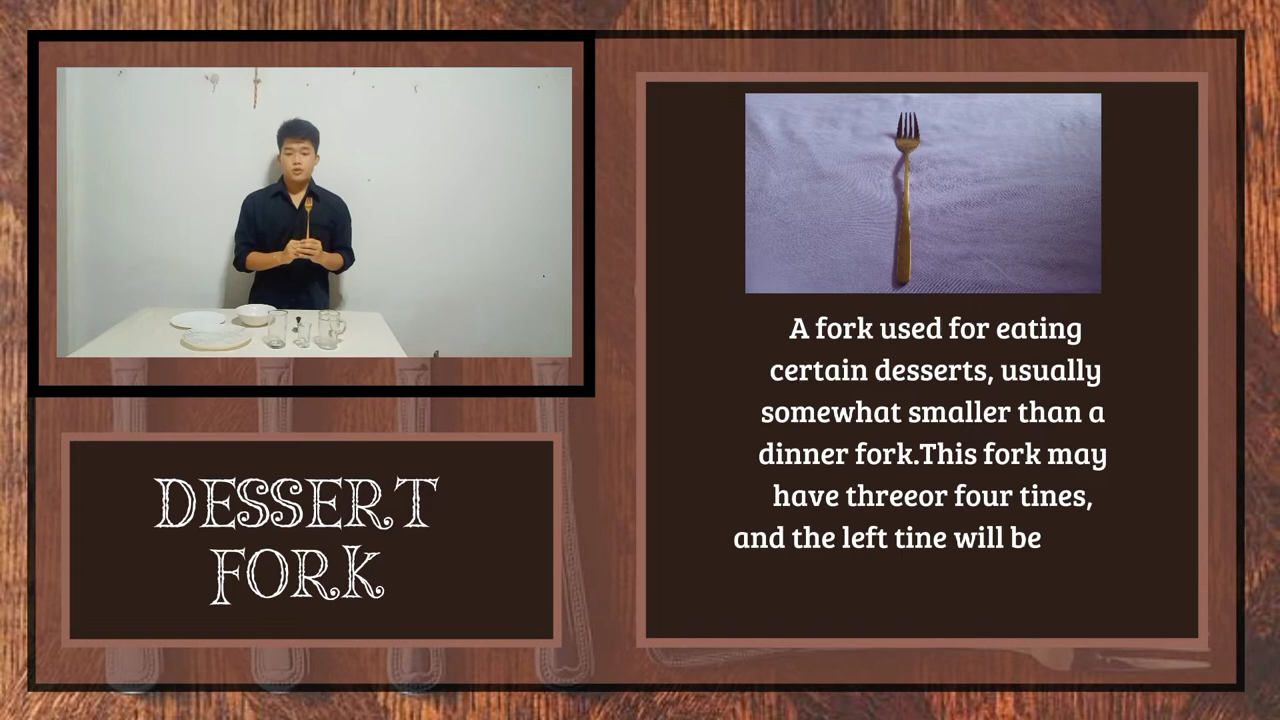 DESSERT
FORK
A fork used for eating
certain desserts, usually
somewhat smaller than a
dinner fork.This fork may
have threeor four tines,
and the left tine will be